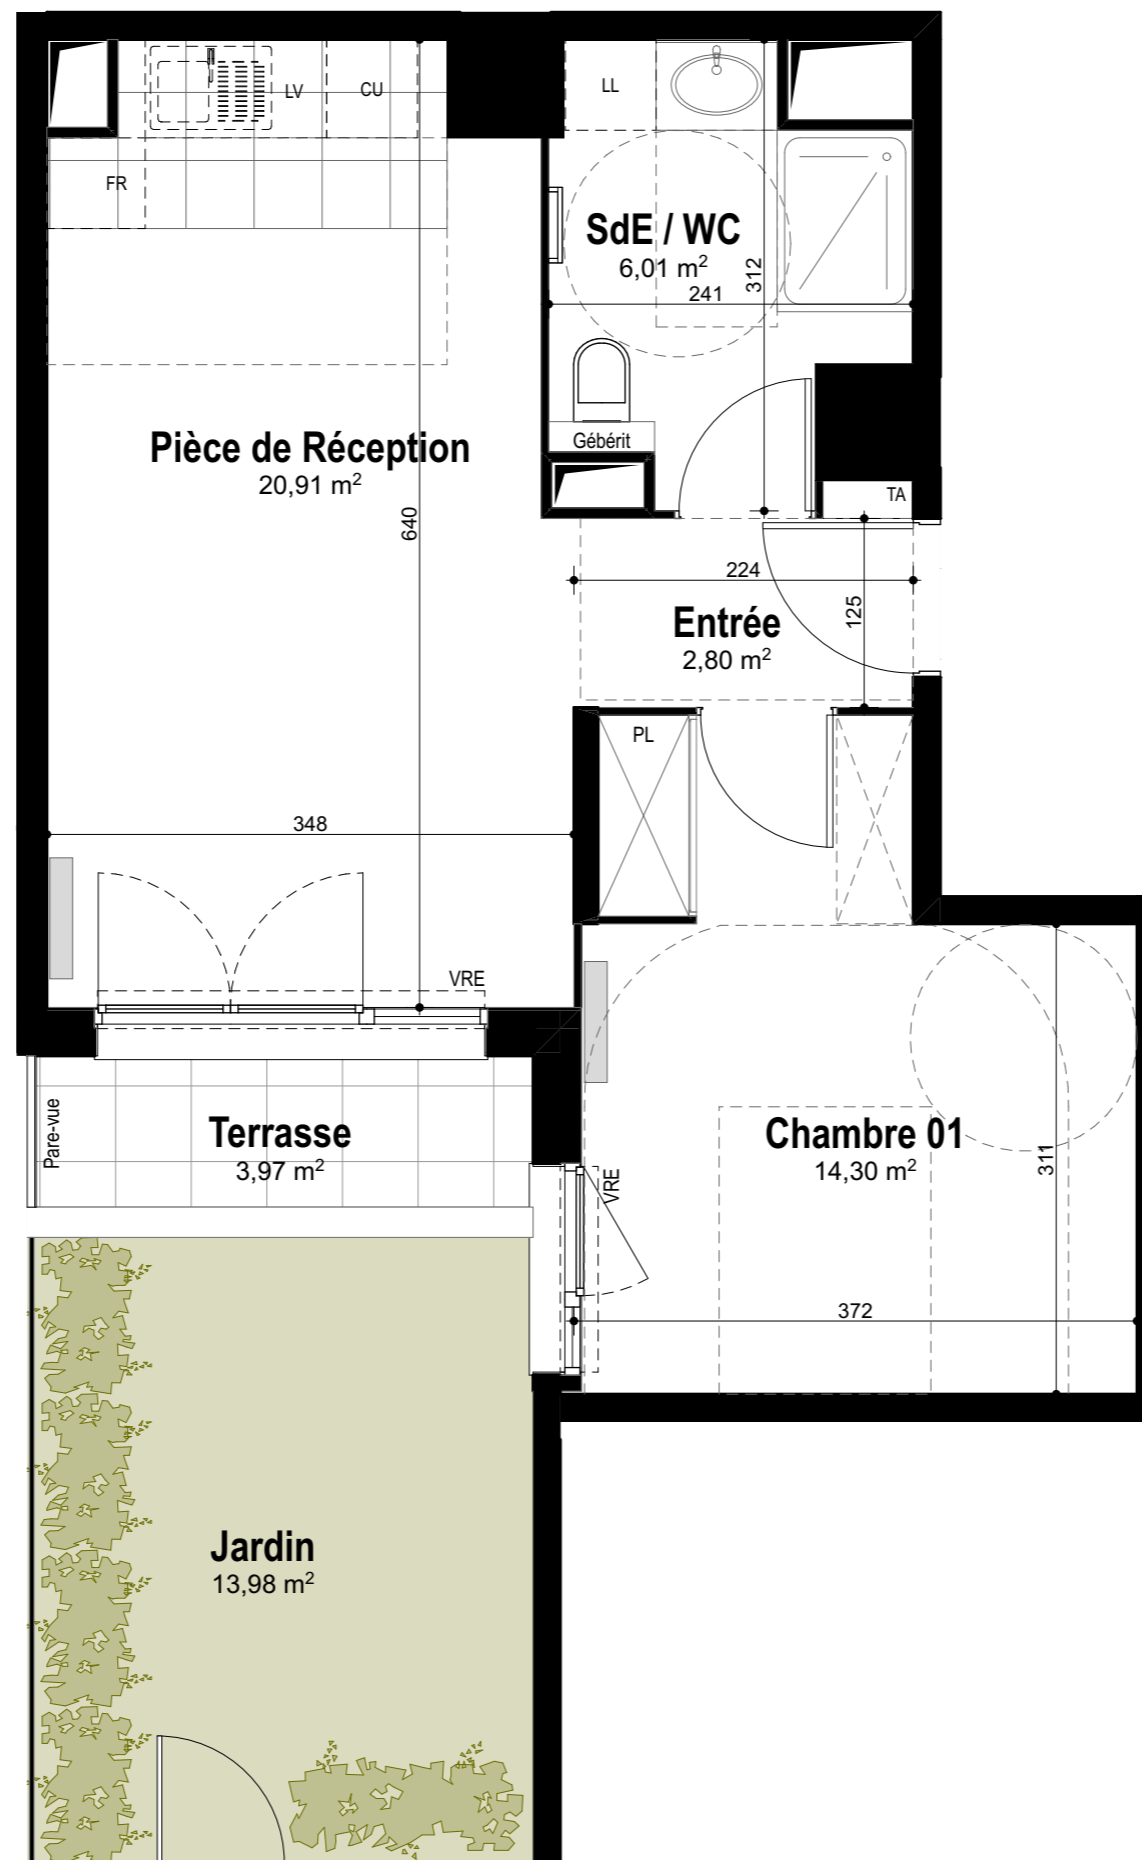 LV
CU
LL
FR
SdE / WC
6,01 m²
312
241
Pièce de Réception
20,91 m²
Gébérit
TA
640
224
Entrée
2,80 m²
125
PL
348
VRE
Pare-vue
Terrasse
3,97 m²
Chambre 01
14,30 m²
311
VRE
372
Jardin
13,98 m²